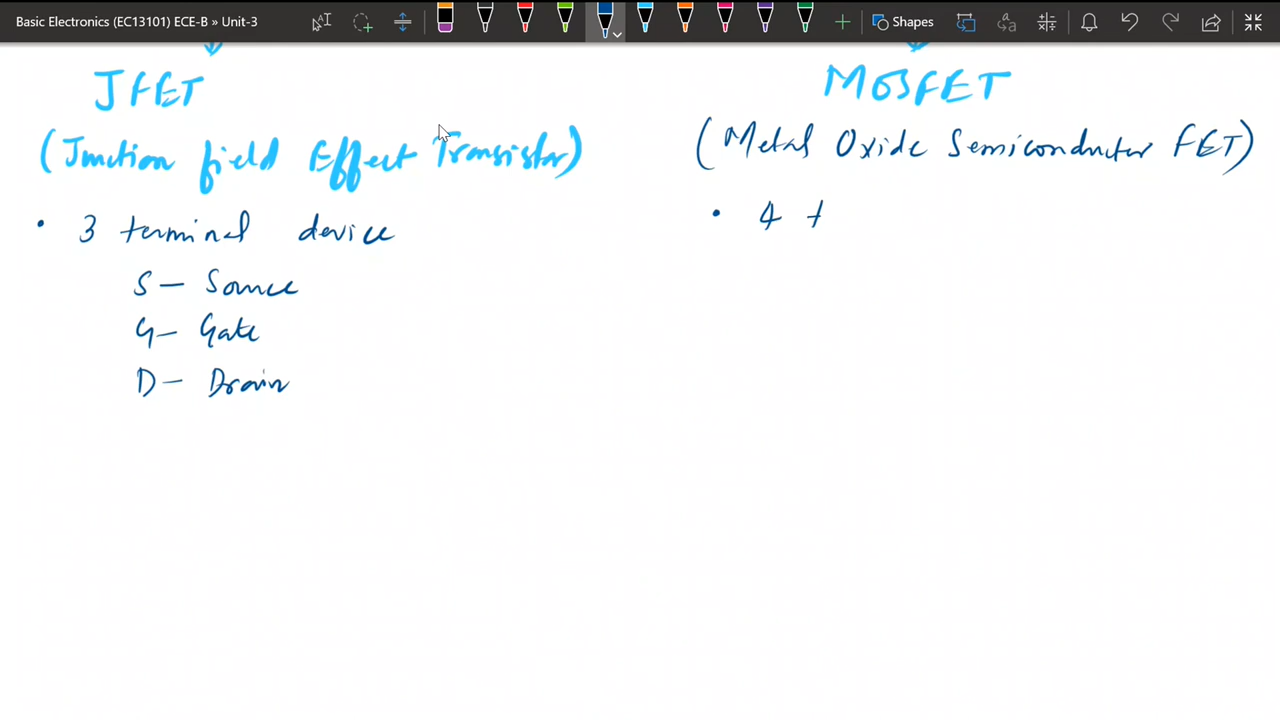 Basic Electronics (EC13101) ECE-B » Unit-3
Shapes
JFET
(Junction field Effect Transistor)
• 3 terminal device
S – Source
G – Gate
D – Drain
MOSFET
(Metal Oxide Semiconductor FET)
• 4 t